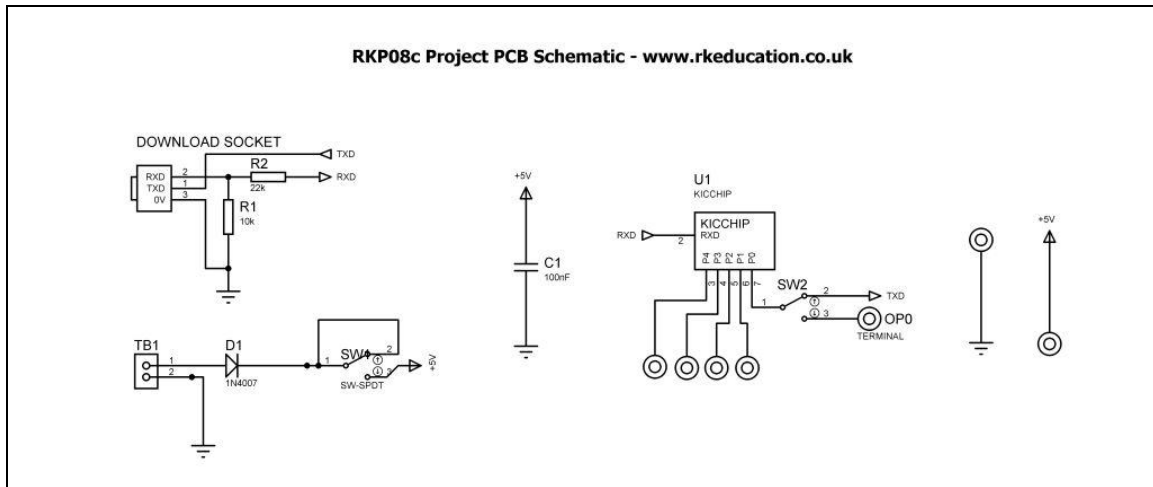 RKP08c Project PCB Schematic - www.rkeducation.co.uk
DOWNLOAD SOCKET
RXD
TXD
0V
2
1
3
R2
22k
TXD
RXD
R1
10k
TB1
1
2
D1
1N4007
SW1
1
2
3
SW-SPDT
+5V
+5V
C1
100nF
U1
KICCHIP
KICCHIP
RXD
RXD
2
P4
P3
P2
P1
P0
3
4
5
6
7
SW2
1
2
3
TXD
OP0
TERMINAL
+5V